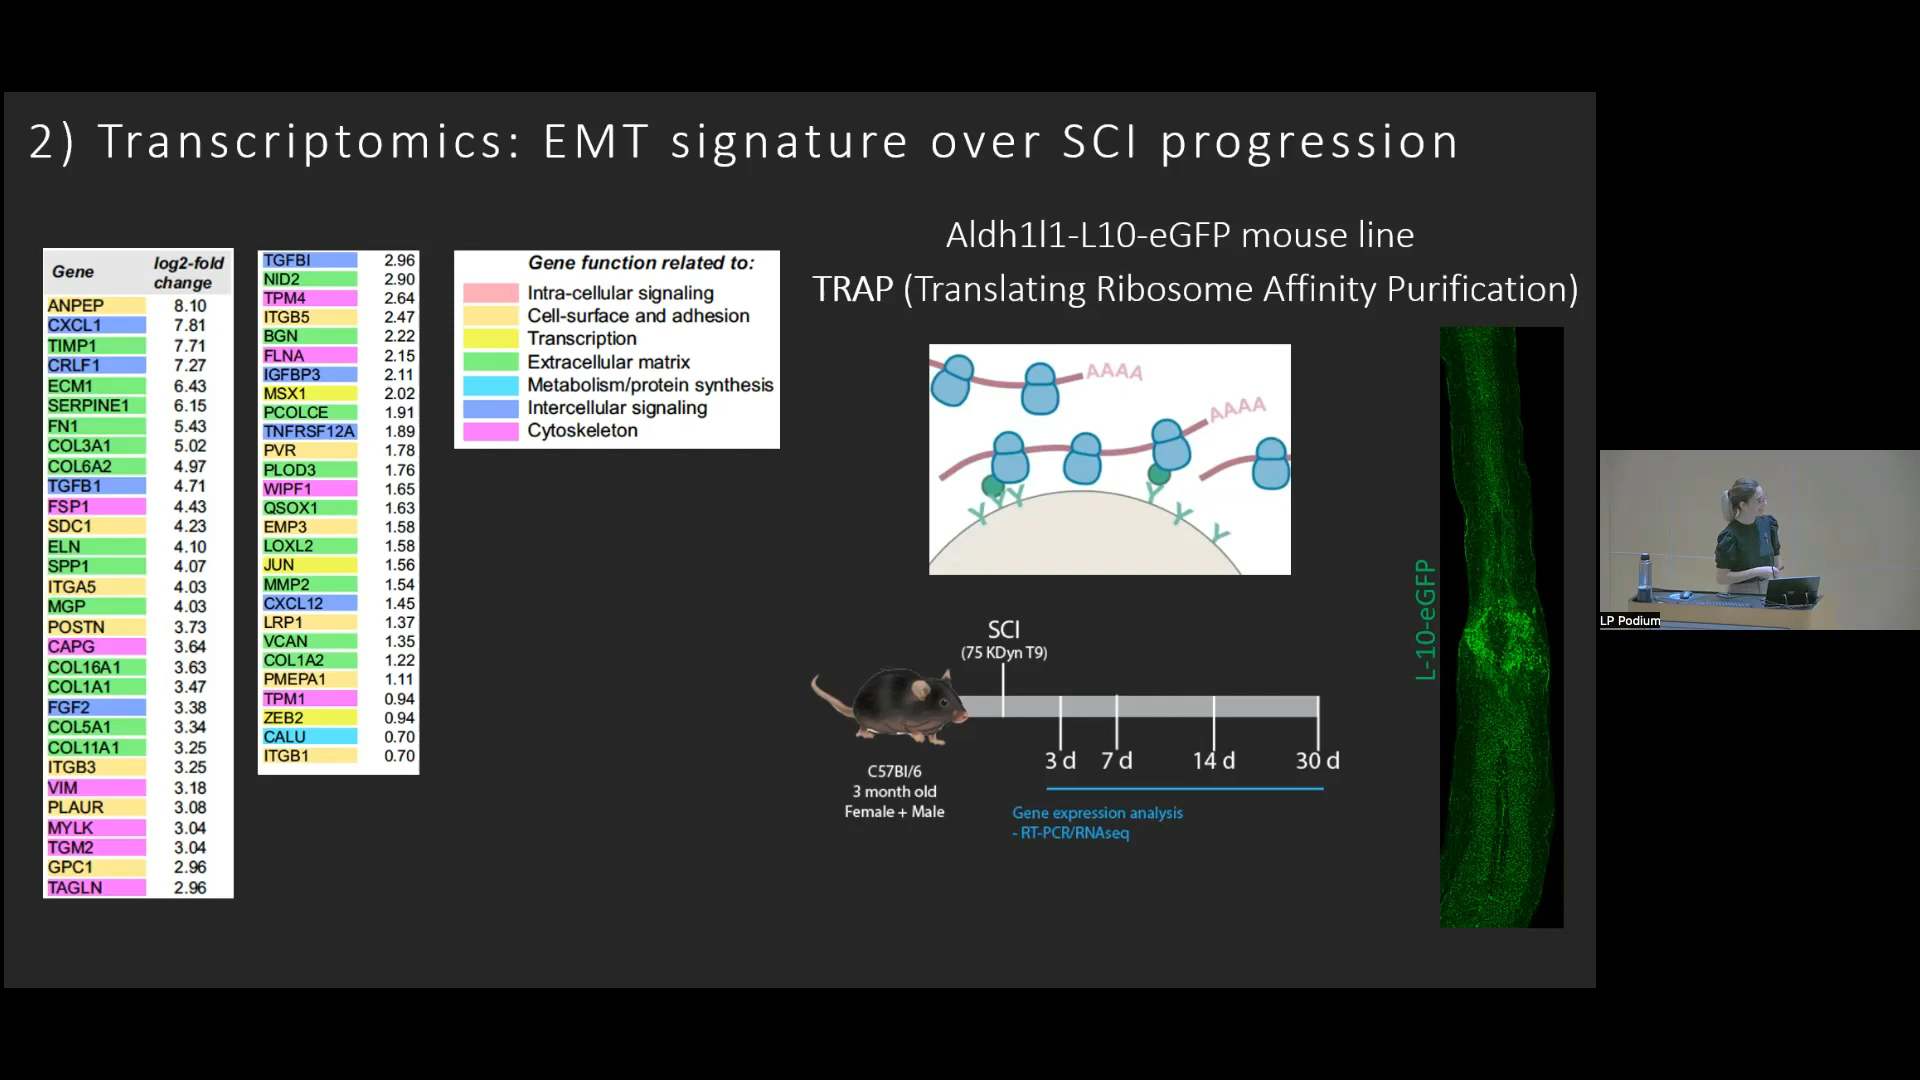 2) Transcriptomics: EMT signature over SCI progression
Gene log2-fold change
ANPEP 8.10
CXCL1 7.81
TIMP1 7.71
CRLF1 7.27
ECM1 6.43
SERPINE1 6.15
FN1 5.43
COL3A1 5.02
COL6A2 4.97
TGFB1 4.71
FSP1 4.43
SDC1 4.23
ELN 4.10
SPP1 4.07
ITGA5 4.03
MGP 4.03
POSTN 3.73
CAPG 3.64
COL16A1 3.63
COL1A1 3.47
FGF2 3.38
COL5A1 3.34
COL11A1 3.25
ITGB3 3.25
VIM 3.18
PLAUR 3.08
MYLK 3.04
TGM2 3.04
GPC1 2.96
TAGLN 2.96
TGFBI 2.96
NID2 2.90
TPM4 2.64
ITGB5 2.47
BGN 2.22
FLNA 2.15
IGFBP3 2.11
MSX1 2.02
PCOLCE 1.91
TNFRSF12A 1.89
PVR 1.78
PLOD3 1.76
WIPF1 1.65
QSOX1 1.63
EMP3 1.58
LOXL2 1.58
JUN 1.56
MMP2 1.54
CXCL12 1.45
LRP1 1.37
VCAN 1.35
COL1A2 1.22
PMEPA1 1.11
TPM1 0.94
ZEB2 0.94
CALU 0.70
ITGB1 0.70
Gene function related to:
Intra-cellular signaling
Cell-surface and adhesion
Transcription
Extracellular matrix
Metabolism/protein synthesis
Intercellular signaling
Cytoskeleton
Aldh1l1-L10-eGFP mouse line
TRAP (Translating Ribosome Affinity Purification)
AAAA
AAAA
SCI
(75 KDyn T9)
3 d 7 d 14 d 30 d
C57Bl/6
3 month old
Female + Male
Gene expression analysis
- RT-PCR/RNAseq
L-10-eGFP
LP Podium